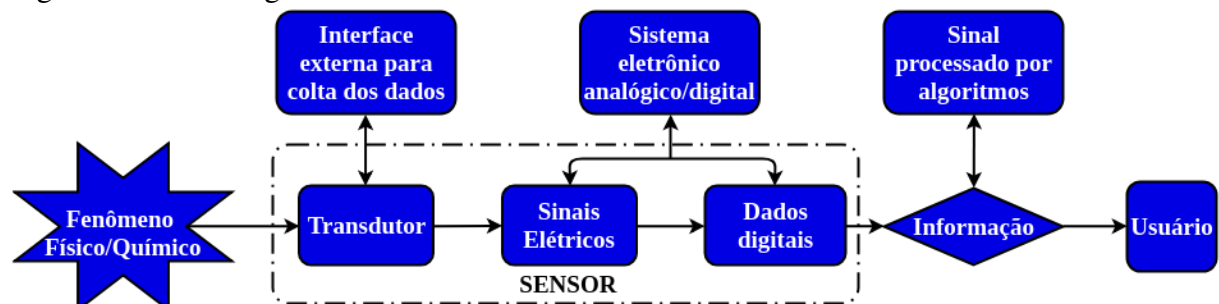 Interface
externa para
colta dos dados
Sistema
eletrônico
analógico/digital
Sinal
processado por
algoritmos
Fenômeno
Físico/Químico
Transdutor
Sinais
Elétricos
Dados
digitais
Informação
Usuário
SENSOR